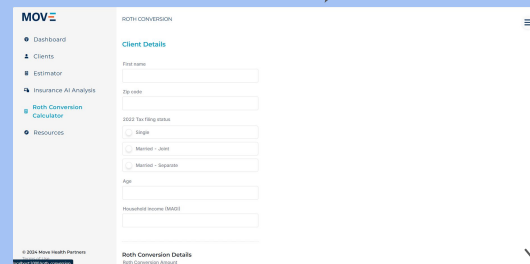 MOVE
Dashboard
Clients
Estimator
Insurance AI Analysis
Roth Conversion
Calculator
Resources
© 2024 Move Health Partners
ROTH CONVERSION
Client Details
First name
Zip code
2022 Tax filing status
Single
Married - Joint
Married - Separate
Age
Household income (MAGI)
Roth Conversion Details
Roth Conversion Amount